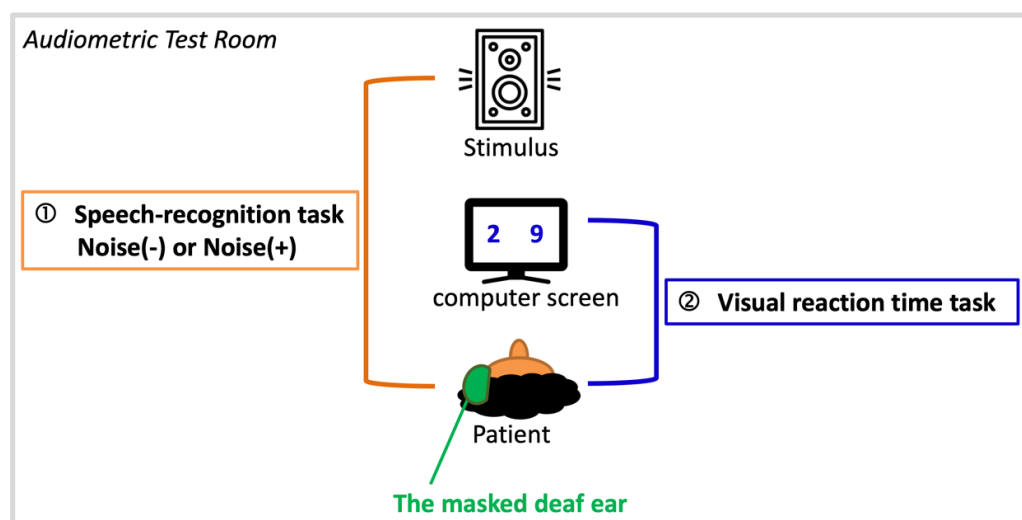 Audiometric Test Room
Stimulus
① Speech-recognition task
Noise(-) or Noise(+)
2 9
computer screen
② Visual reaction time task
Patient
The masked deaf ear